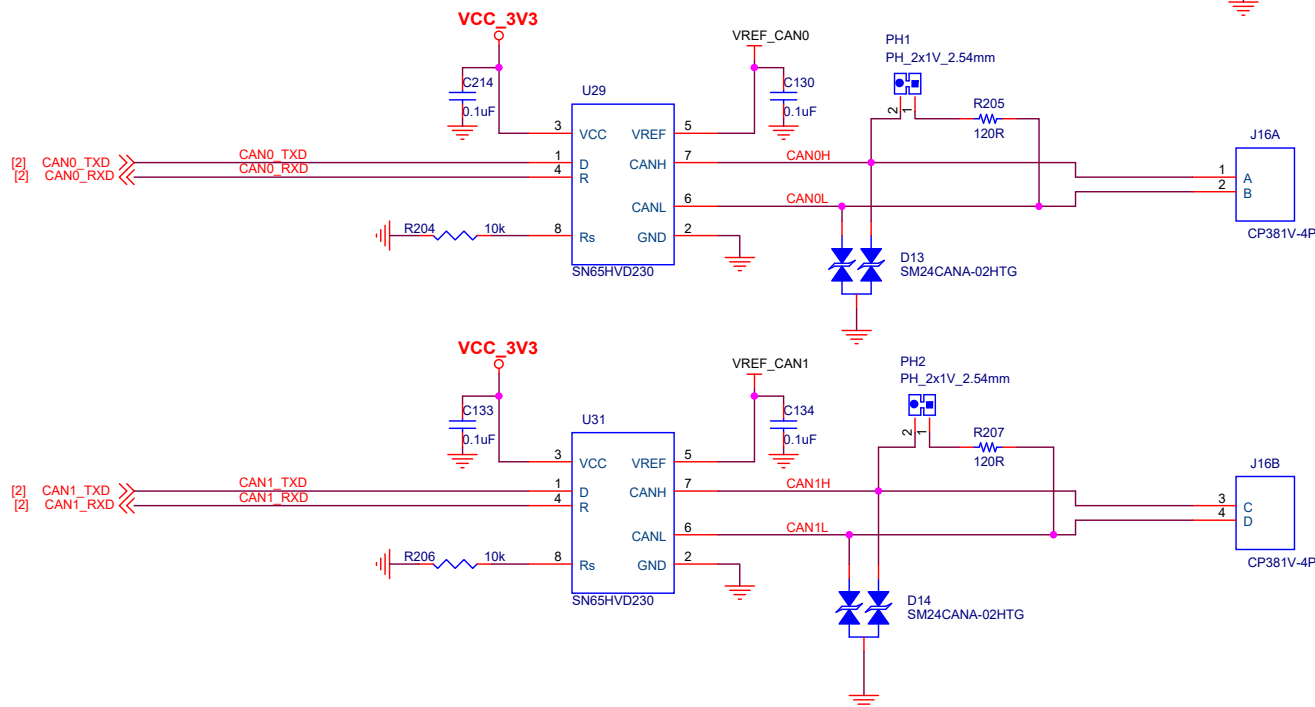 VCC_3V3
VREF_CAN0
PH1
PH_2x1V_2.54mm
C214
0.1uF
U29
C130
0.1uF
2
1
R205
120R
J16A
3
VCC
VREF
5
[2] CAN0_TXD
CAN0_TXD
1
D
CANH
7
CAN0H
[2] CAN0_RXD
CAN0_RXD
4
R
1
A
2
B
CANL
6
CAN0L
R204
10k
8
Rs
GND
2
CP381V-4P
SN65HVD230
D13
SM24CANA-02HTG
VCC_3V3
VREF_CAN1
PH2
PH_2x1V_2.54mm
C133
0.1uF
U31
C134
0.1uF
2
1
R207
120R
J16B
3
VCC
VREF
5
[2] CAN1_TXD
CAN1_TXD
1
D
CANH
7
CAN1H
[2] CAN1_RXD
CAN1_RXD
4
R
3
C
4
D
CANL
6
CAN1L
R206
10k
8
Rs
GND
2
CP381V-4P
SN65HVD230
D14
SM24CANA-02HTG